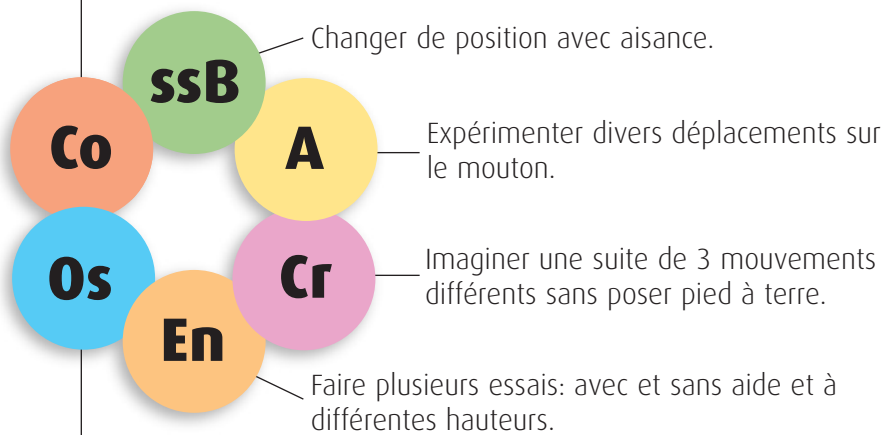 ssB
Changer de position avec aisance.
Co
A
Expérimenter divers déplacements sur
le mouton.
Os
Cr
Imaginer une suite de 3 mouvements
différents sans poser pied à terre.
En
Faire plusieurs essais: avec et sans aide et à
différentes hauteurs.